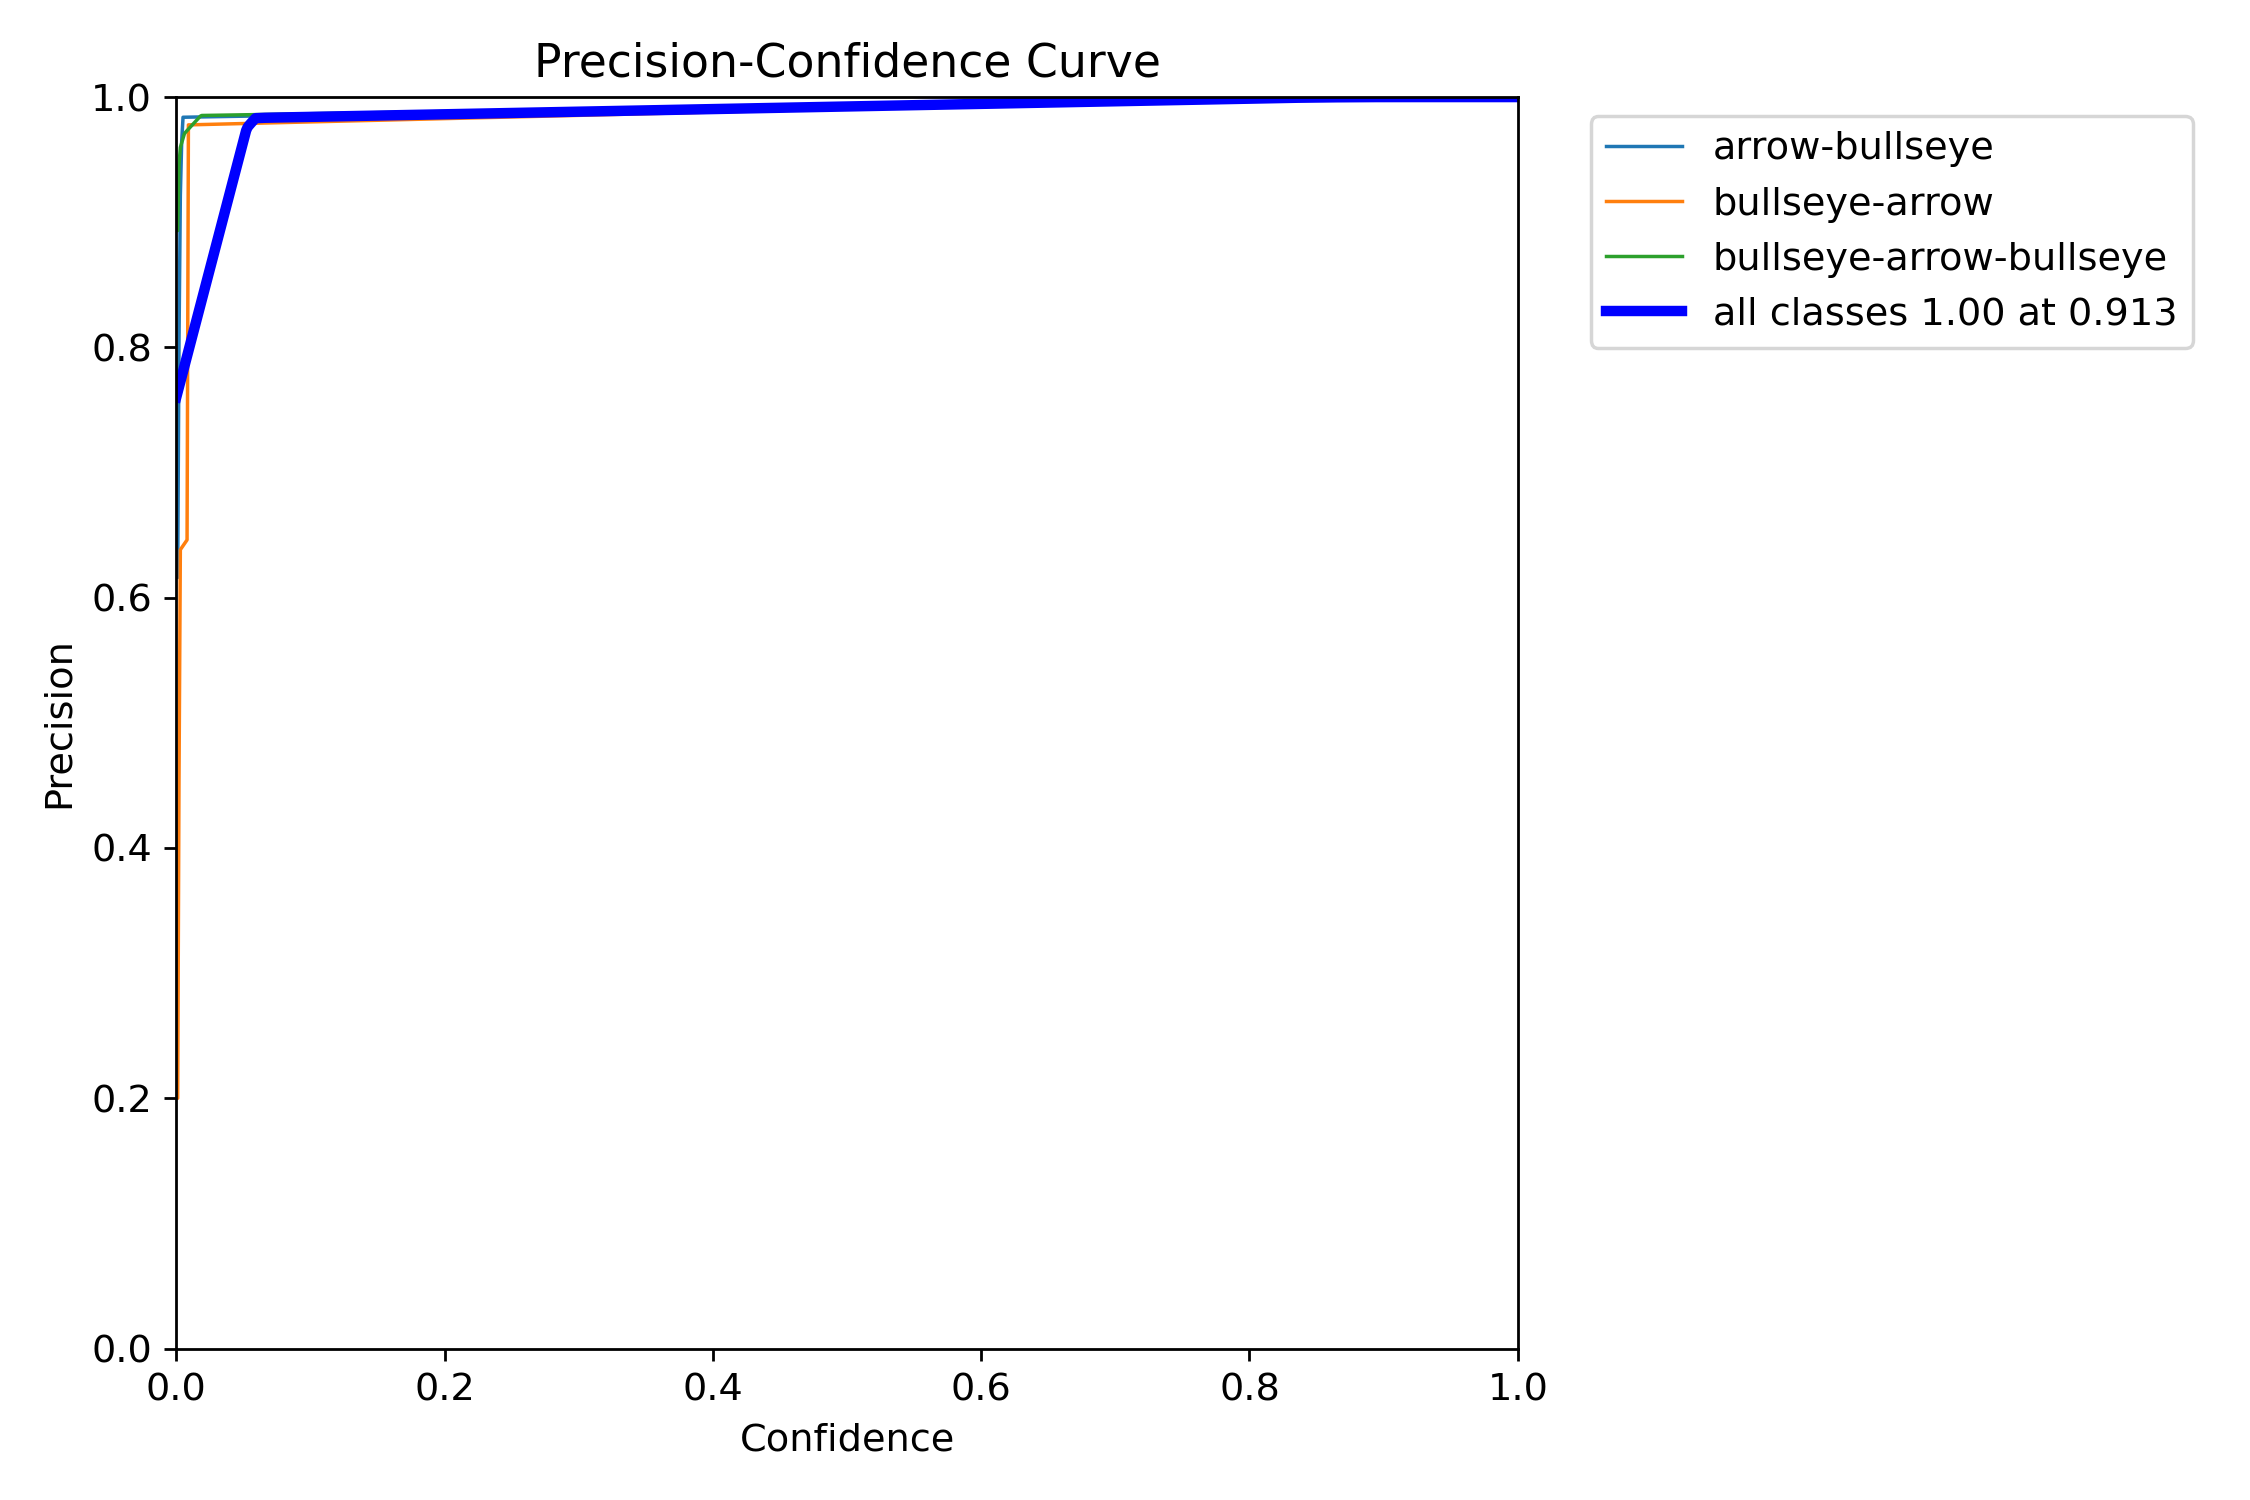 Precision-Confidence Curve
1.0
0.8
0.6
0.4
0.2
0.0
Precision
0.0 0.2 0.4 0.6 0.8 1.0
Confidence
arrow-bullseye
bullseye-arrow
bullseye-arrow-bullseye
all classes 1.00 at 0.913